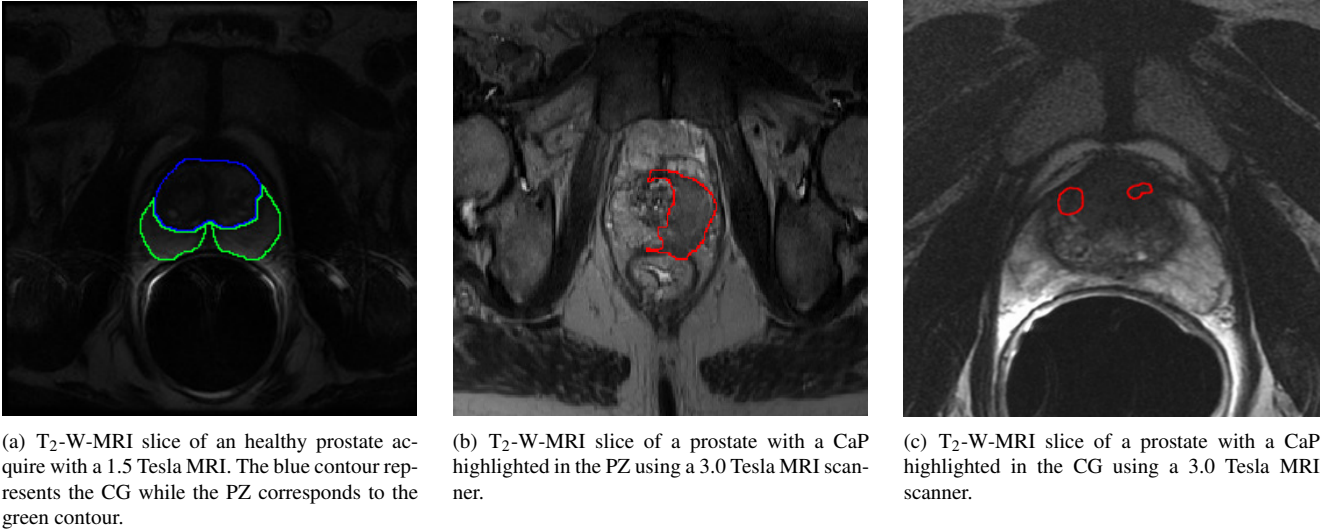 (a) T₂-W-MRI slice of an healthy prostate ac-
quire with a 1.5 Tesla MRI. The blue contour rep-
resents the CG while the PZ corresponds to the
green contour.
(b) T₂-W-MRI slice of a prostate with a CaP
highlighted in the PZ using a 3.0 Tesla MRI scan-
ner.
(c) T₂-W-MRI slice of a prostate with a CaP
highlighted in the CG using a 3.0 Tesla MRI
scanner.